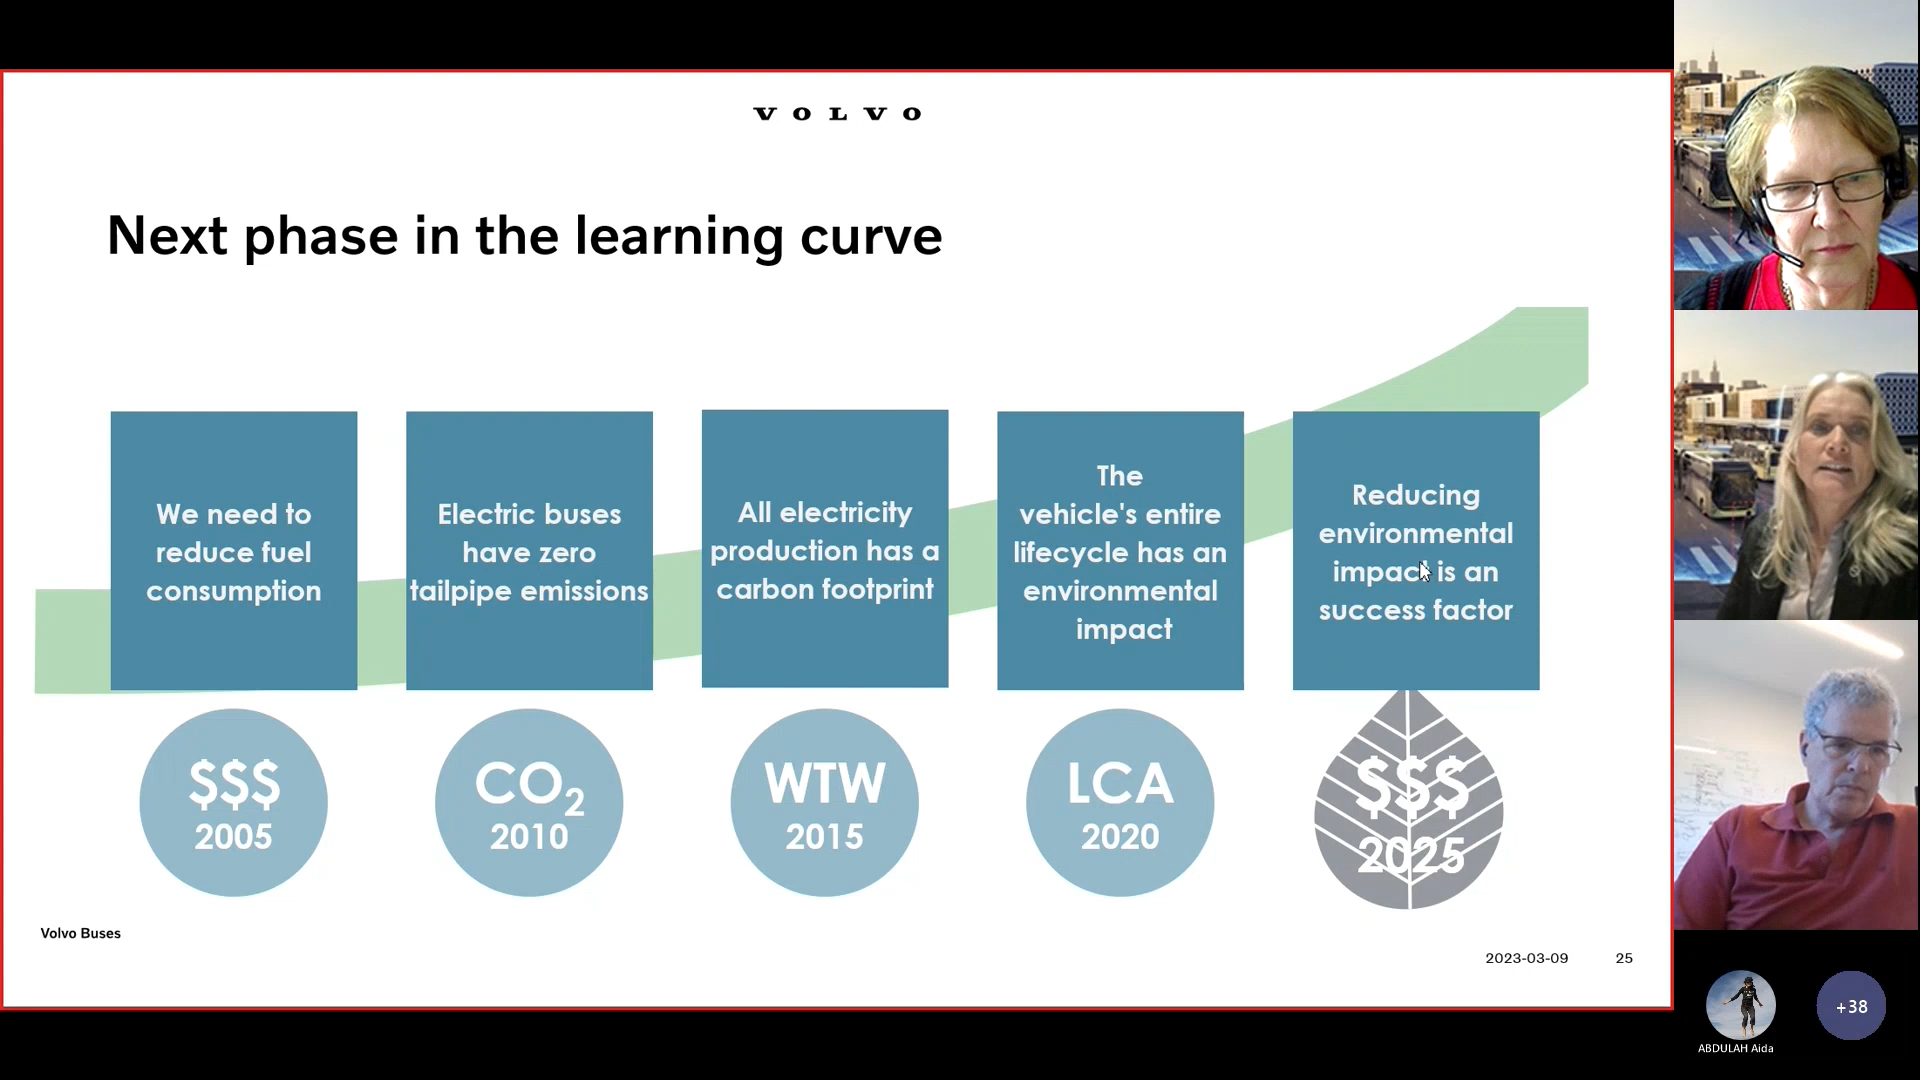 VOLVO
Next phase in the learning curve
We need to
reduce fuel
consumption
Electric buses
have zero
tailpipe emissions
All electricity
production has a
carbon footprint
The
vehicle's entire
lifecycle has an
environmental
impact
Reducing
environmental
impact is an
success factor
$$$
2005
CO₂
2010
WTW
2015
LCA
2020
$$$
2025
Volvo Buses
2023-03-09 25
+38
ABDULAH Aida